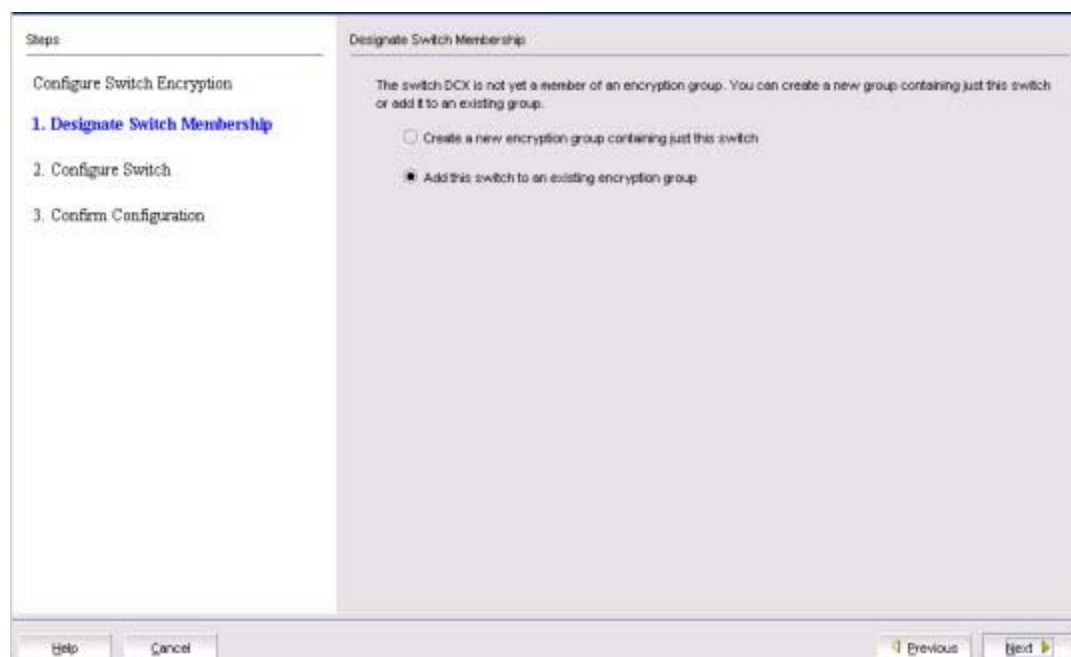 Steps
Configure Switch Encryption
1. Designate Switch Membership
2. Configure Switch
3. Confirm Configuration
Designate Switch Membership
The switch DCX is not yet a member of an encryption group. You can create a new group containing just this switch
or add it to an existing group.
Create a new encryption group containing just this switch
Add this switch to an existing encryption group
Help
Cancel
Previous
Next